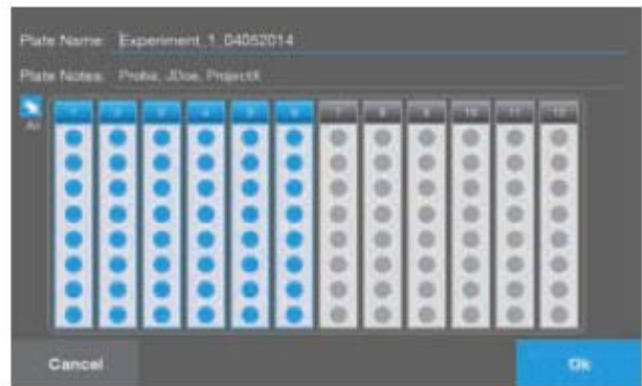 Plate Name: Experiment_1_04052014
Plate Notes: Probe, JDoe, ProjectX
All
1 2 3 4 5 6 7 8 9 10 11 12
Cancel Ok